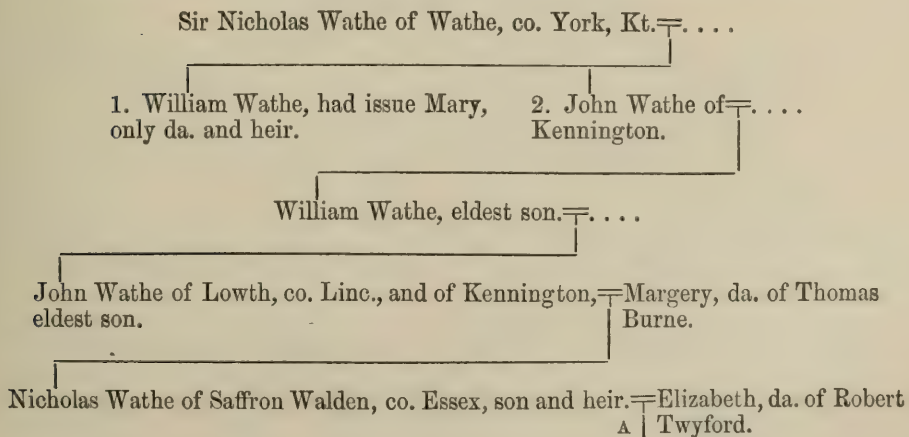 Sir Nicholas Wathe of Wathe, co. York, Kt.=. . . .
1. William Wathe, had issue Mary,
only da. and heir.
2. John Wathe of=. . . .
Kennington.
William Wathe, eldest son.=. . . .
John Wathe of Lowth, co. Linc., and of Kennington,=Margery, da. of Thomas
eldest son.
Burne.
Nicholas Wathe of Saffron Walden, co. Essex, son and heir.=Elizabeth, da. of Robert
A
Twyford.